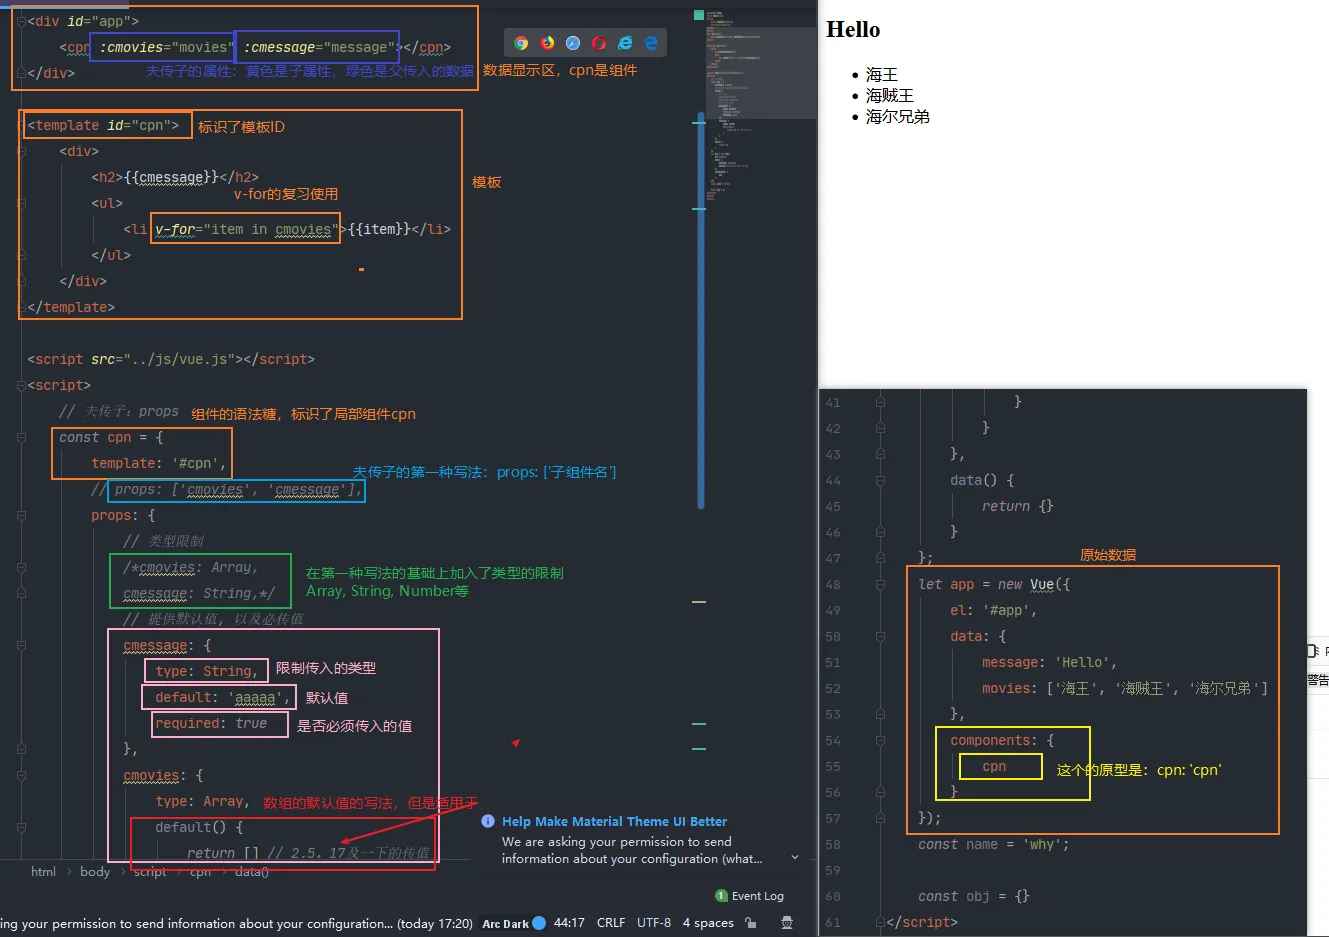 <div id="app">
<cpn :cmovies="movies" :cmessage="message"></cpn>
</div>
夫传子的属性：黄色是子属性，绿色是父传入的数据
数据显示区，cpn是组件
<template id="cpn">
标识了模板ID
<div>
<h2>{{cmessage}}</h2>
模板
v-for的复习使用
<ul>
<li v-for="item in cmovies">{{item}}</li>
</ul>
</div>
</template>
<script src="../js/vue.js"></script>
<script>
// 夫传子：props
组件的语法糖，标识了局部组件cpn
const cpn = {
template: '#cpn',
夫传子的第一种写法：props: ['子组件名']
// props: ['cmovies', 'cmessage'],
props: {
// 类型限制
/*cmovies: Array,
cmessage: String,*/
在第一种写法的基础上加入了类型的限制
Array, String, Number等
// 提供默认值, 以及必传值
cmessage: {
type: String,
限制传入的类型
default: 'aaaaa',
默认值
required: true
是否必须传入的值
},
cmovies: {
type: Array,
数组的默认值的写法，但是适用于
default() {
return [] // 2.5。17及一下的传值
html › body › script › cpn › data()
Help Make Material Theme UI Better
We are asking your permission to send
information about your configuration (what...
1 Event Log
ing your permission to send information about your configuration... (today 17:20) Arc Dark 44:17 CRLF UTF-8 4 spaces
Hello
海王
海贼王
海尔兄弟
41 }
42 }
43 },
44 data() {
45 return {}
46 }
47 };
原始数据
48 let app = new Vue({
49 el: '#app',
50 data: {
51 message: 'Hello',
52 movies: ['海王', '海贼王', '海尔兄弟']
53 },
54 components: {
55 cpn
这个的原型是：cpn: 'cpn'
56 }
57 });
58 const name = 'why';
59
60 const obj = {}
61 </script>
警告